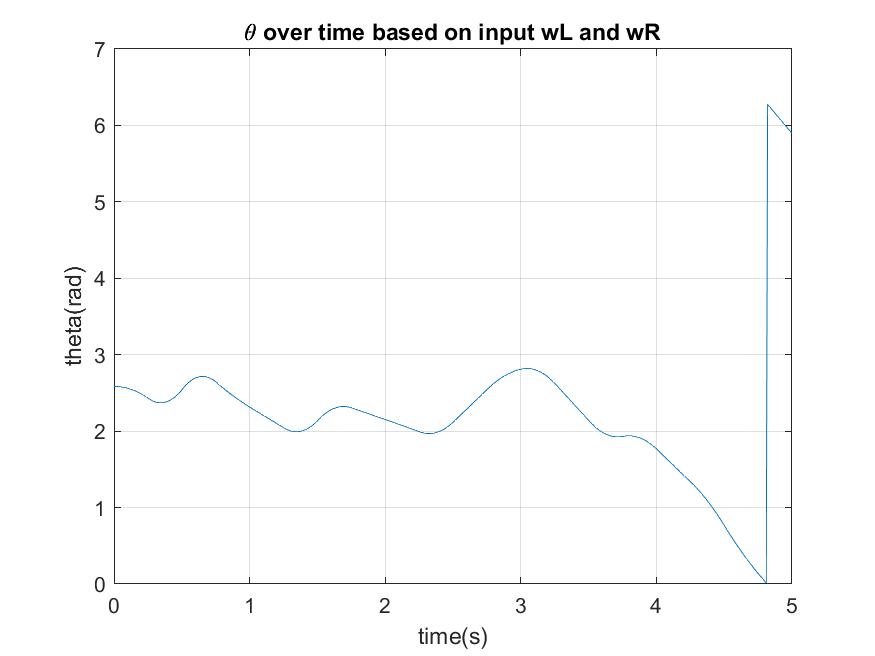 θ over time based on input wL and wR
7
6
5
4
3
2
1
0
theta(rad)
0 1 2 3 4 5
time(s)